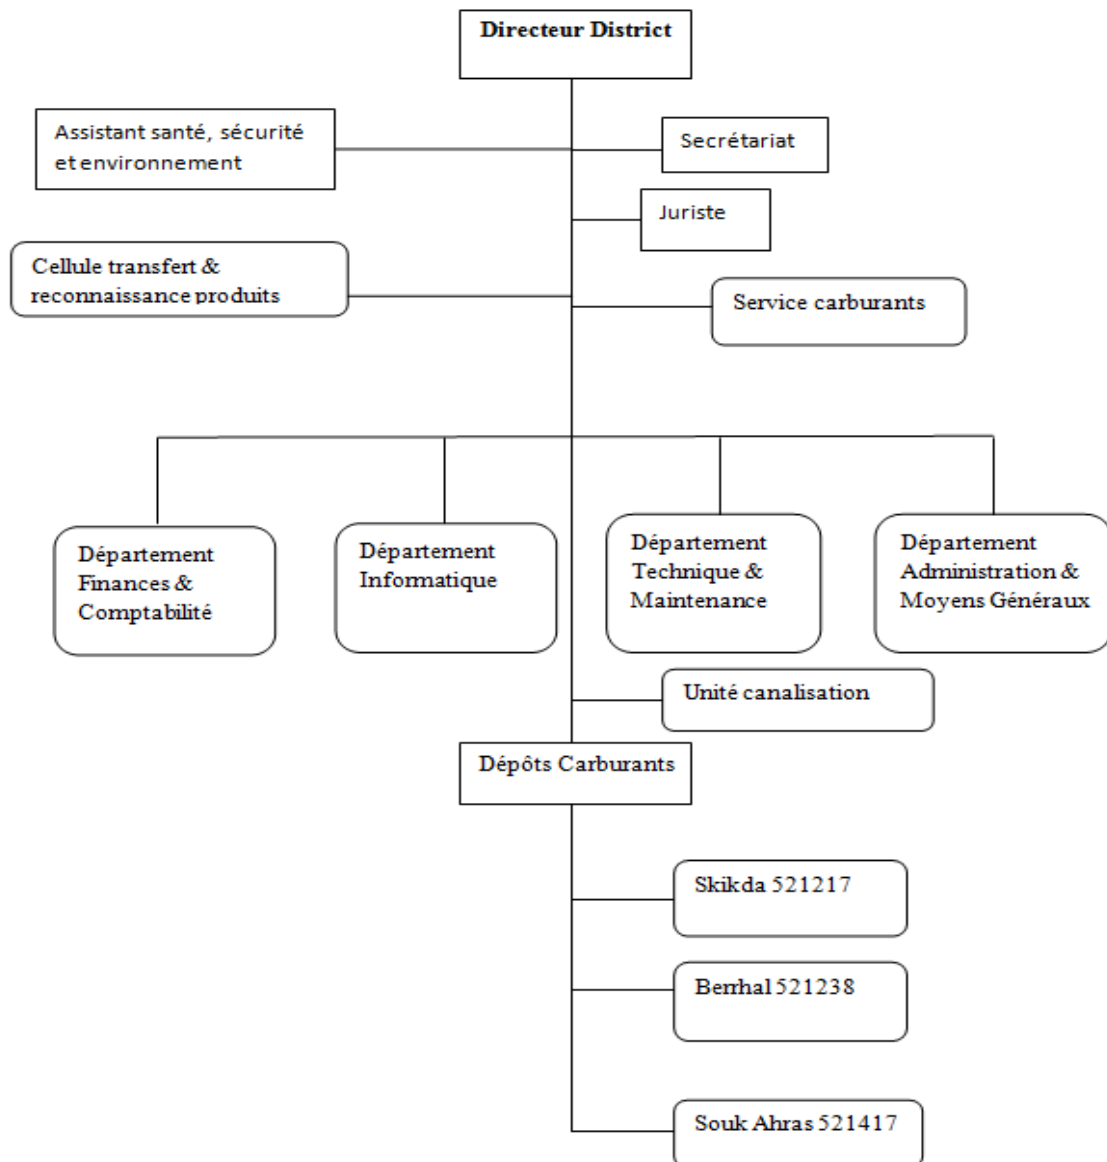 Directeur District
Assistant santé, sécurité
et environnement
Secrétariat
Juriste
Cellule transfert &
reconnaissance produits
Service carburants
Département
Finances &
Comptabilité
Département
Informatique
Département
Technique &
Maintenance
Département
Administration &
Moyens Généraux
Unité canalisation
Dépôts Carburants
Skikda 521217
Berrhal 521238
Souk Ahras 521417